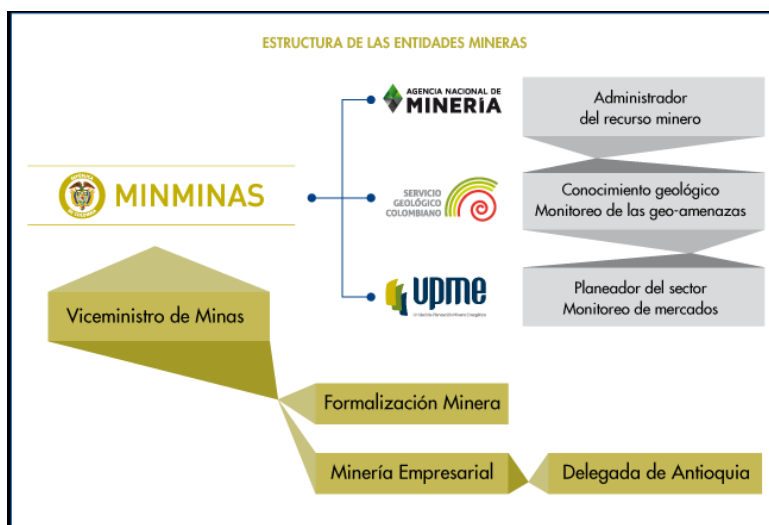 ESTRUCTURA DE LAS ENTIDADES MINERAS
AGENCIA NACIONAL DE
MINERÍA
Administrador
del recurso minero
MINMINAS
SERVICIO
GEOLÓGICO
COLOMBIANO
Conocimiento geológico
Monitoreo de las geo-amenazas
upme
Planeador del sector
Monitoreo de mercados
Viceministro de Minas
Formalización Minera
Minería Empresarial
Delegada de Antioquia